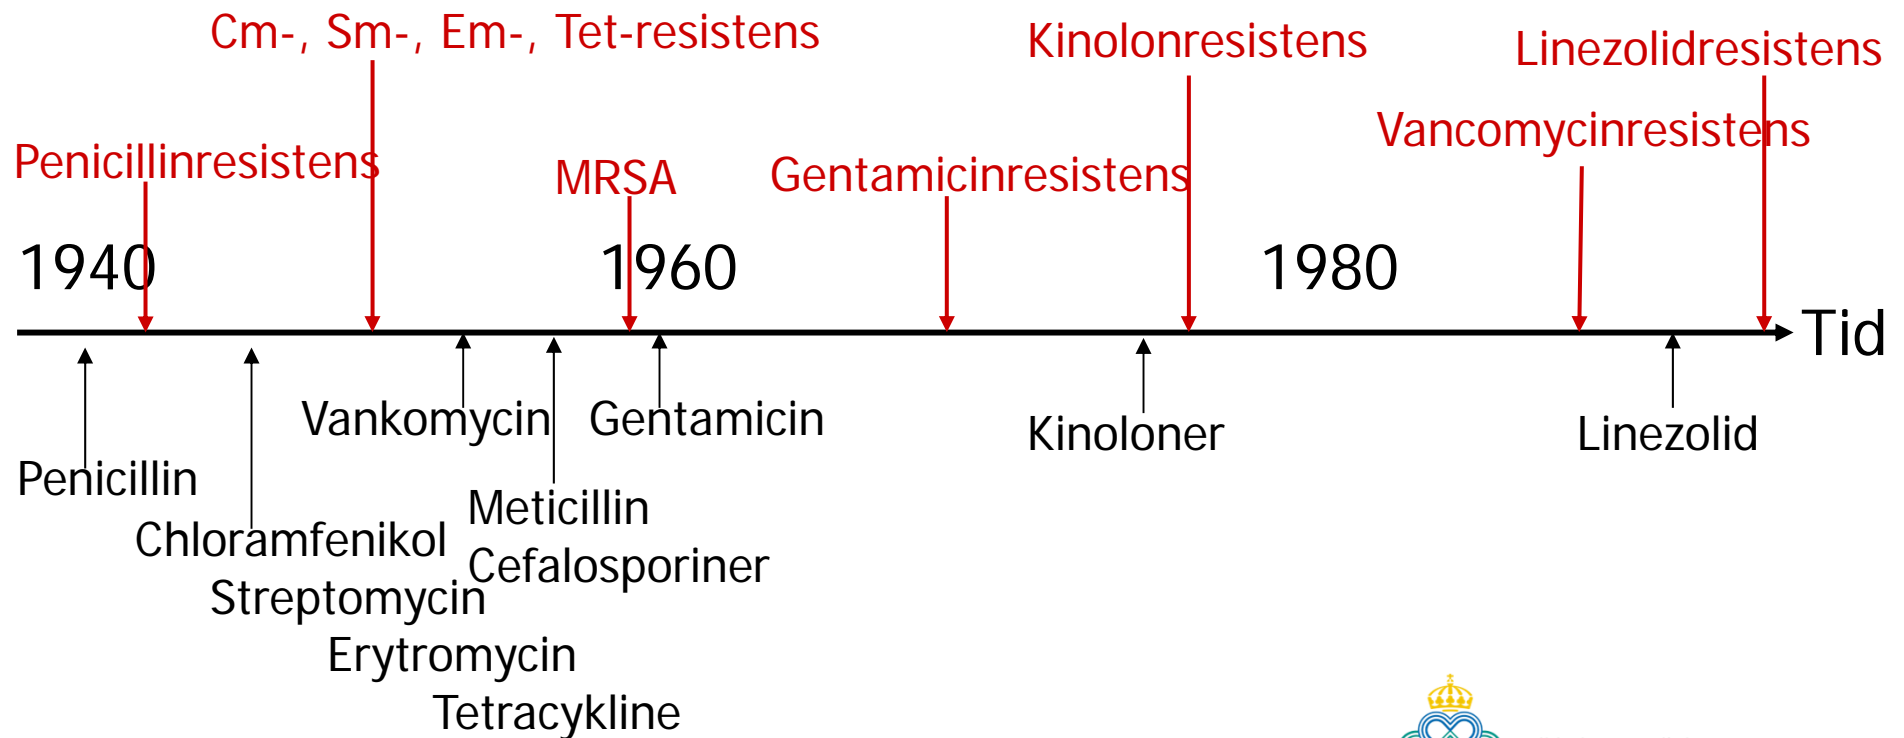 Cm-, Sm-, Em-, Tet-resistens
Kinolonresistens
Linezolidresistens
Vancomycinresistens
Penicillinresistens
MRSA
Gentamicinresistens
1940
1960
1980
Tid
Vankomycin
Gentamicin
Kinoloner
Linezolid
Penicillin
Meticillin
Chloramfenikol
Cefalosporiner
Streptomycin
Erytromycin
Tetracykline